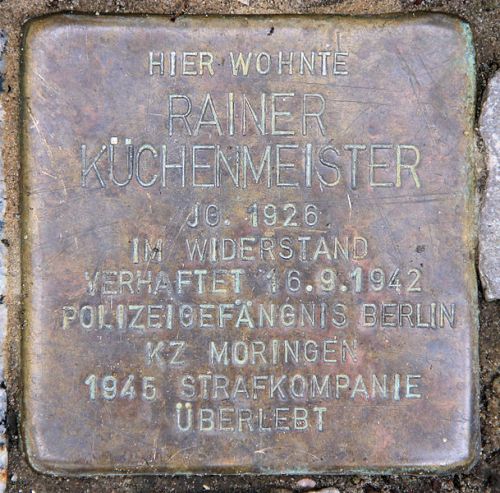 HIER WOHNTE
RAINER
KÜCHENMEISTER
JG. 1926
IM WIDERSTAND
VERHAFTET 16.9.1942
POLIZEIGEFÄNGNIS BERLIN
KZ MORINGEN
1945 STRAFKOMPANIE
ÜBERLEBT